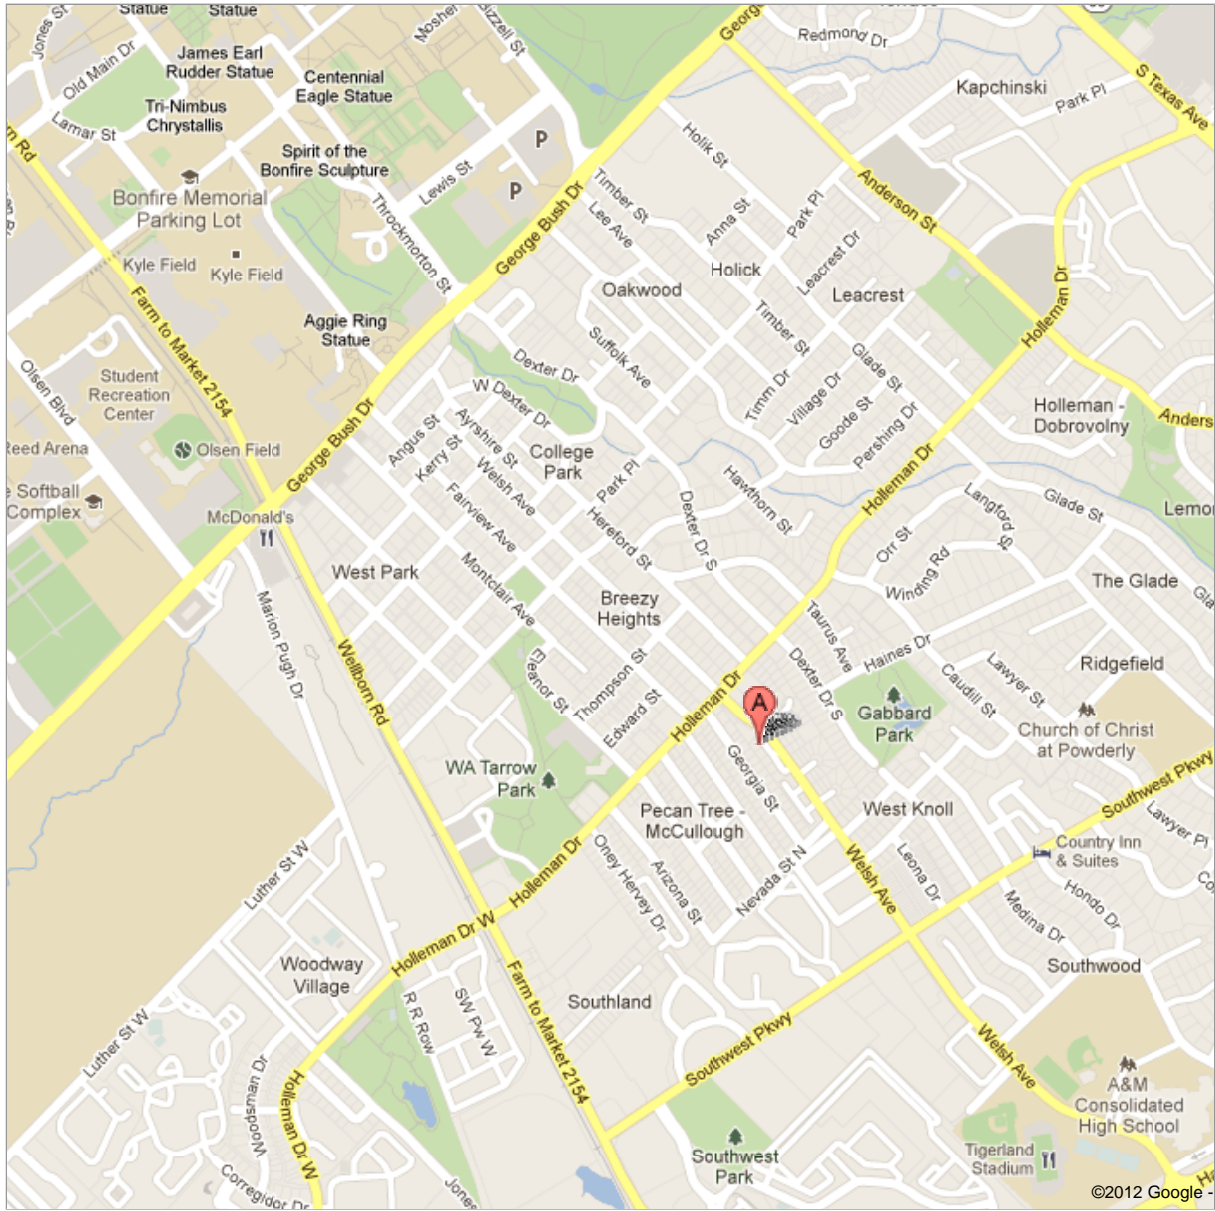 Statue
Statue
Jones St
Old Main Dr
James Earl
Rudder Statue
Centennial
Eagle Statue
Nosher
Bizzell St
George
Redmond Dr
S Texas Ave
Tri-Nimbus
Chrystallis
Lamar St
Spirit of the
Bonfire Sculpture
P
P
Kapchinski
Park Pl
Holik St
Bonfire Memorial
Parking Lot
Lewis St
Throckmorton St
George Bush Dr
Timber St
Lee Ave
Anna St
Park Pl
Anderson St
Kyle Field
Kyle Field
Holick
Leacrest Dr
Leacrest
Oakwood
Farm to Market 2154
Aggie Ring
Statue
Suffolk Ave
Timber St
Holleman Dr
Olsen Blvd
Student
Recreation
Center
Dexter Dr
W Dexter Dr
Glade St
Timm Dr
Village Dr
Goode St
Pershing Dr
Holleman -
Dobrovolny
Anders
Reed Arena
Olsen Field
George Bush Dr
Angus St
Kerry St
Ayrshire St
Welsh Ave
College
Park
Park Pl
Hawthorn St
Holleman Dr
e Softball
Complex
McDonald's
Fairview Ave
Hereford St
Dexter Dr S
Langford St
Glade St
Lemo
Orr St
Winding Rd
West Park
Montclair Ave
Breezy
Heights
The Glade
Gla
Marion Pugh Dr
Wellborn Rd
Eleanor St
Thompson St
Edward St
Holleman Dr
Taurus Ave
Dexter Dr S
Haines Dr
Caudill St
Lawyer St
Ridgefield
A
Gabbard
Park
Church of Christ
at Powderly
WA Tarrow
Park
Georgia St
Pecan Tree -
McCullough
West Knoll
Southwest Pkwy
Lawyer Pl
Luther St W
Holleman Dr
Oney Hervey Dr
Arizona St
Nevada St N
Welsh Ave
Leona Dr
Country Inn
& Suites
Hondo Dr
Medina Dr
Co
Holleman Dr W
Woodway
Village
Southwood
R R Row
SW Pw W
Farm to Market 2154
Southland
Southwest Pkwy
Luther St W
Woodsman Dr
Holleman Dr W
Welsh Ave
A&M
Consolidated
High School
Tigerland
Stadium
Southwest
Park
Corregidor Dr
Jones
Ha
©2012 Google -